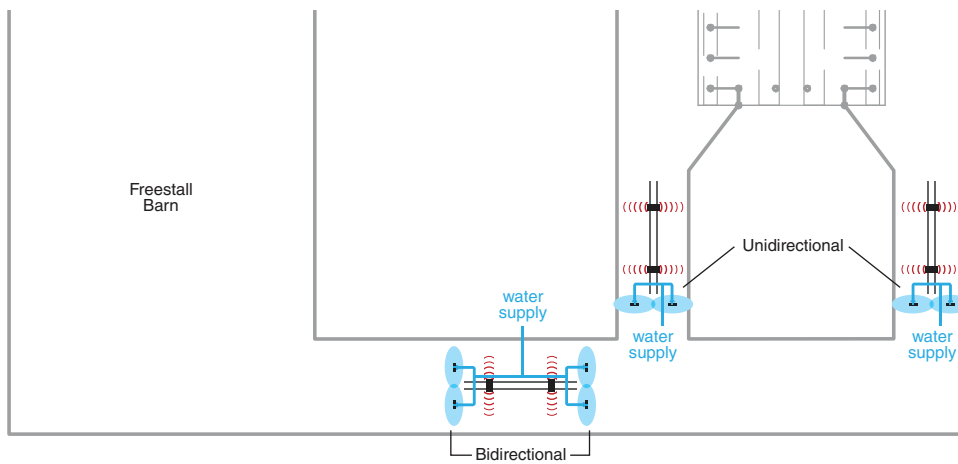 Freestall
Barn
Unidirectional
water
supply
water
supply
water
supply
Bidirectional